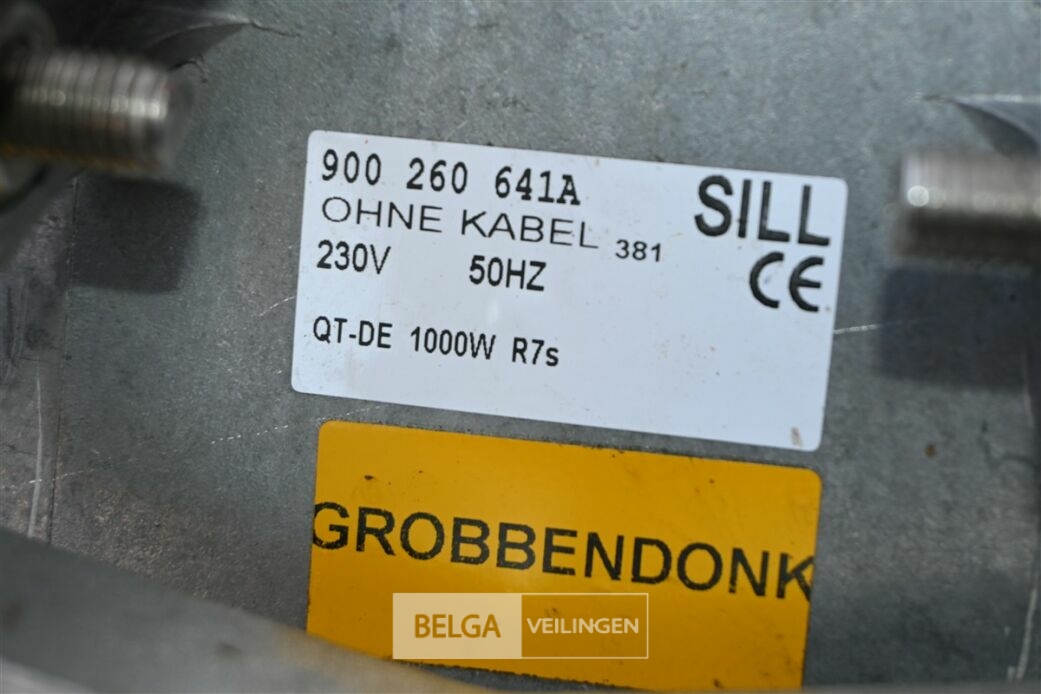 900 260 641A
SILL
OHNE KABEL 381
230V 50HZ
CE
QT-DE 1000W R7s
GROBBENDONK
BELGA VEILINGEN